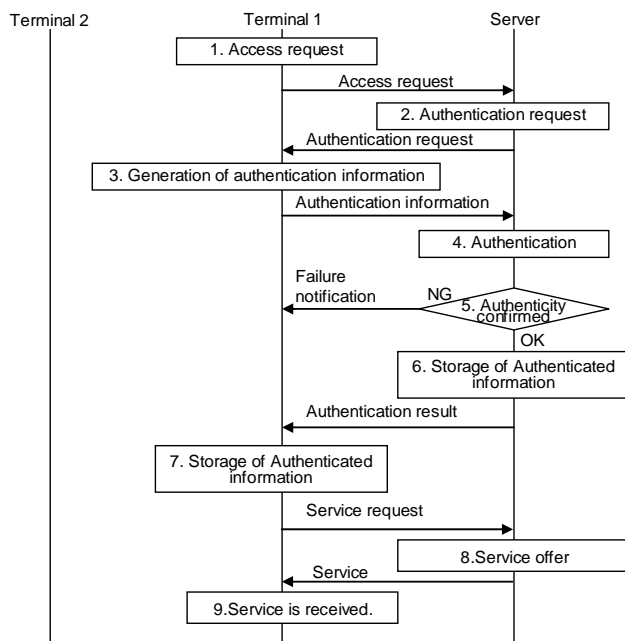 Terminal 2
Terminal 1
Server
1. Access request
Access request
2. Authentication request
Authentication request
3. Generation of authentication information
Authentication information
4. Authentication
Failure
notification
NG
5. Authenticity
confirmed
OK
6. Storage of Authenticated
information
Authentication result
7. Storage of Authenticated
information
Service request
8.Service offer
Service
9.Service is received.